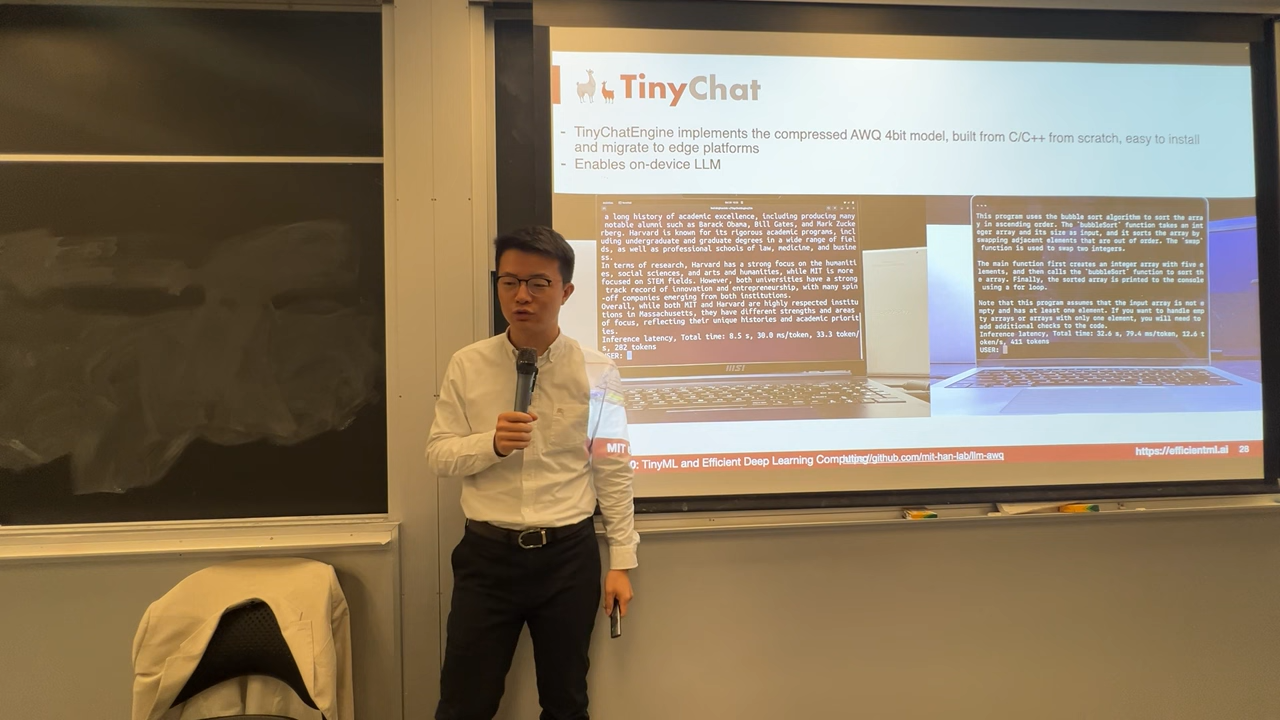 TinyChat
- TinyChatEngine implements the compressed AWQ 4bit model, built from C/C++ from scratch, easy to install
and migrate to edge platforms
- Enables on-device LLM
a long history of academic excellence, including producing many
notable alumni such as Barack Obama, Bill Gates, and Mark Zucke
rberg. Harvard is known for its rigorous academic programs, incl
uding undergraduate and graduate degrees in a wide range of fiel
ds, as well as professional schools of law, medicine, and busine
ss.
In terms of research, Harvard has a strong focus on the humaniti
es, social sciences, and arts and humanities, while MIT is more
focused on STEM fields. However, both universities have a strong
track record of innovation and entrepreneurship, with many spin
-off companies emerging from both institutions.
Overall, while both MIT and Harvard are highly respected institu
tions in Massachusetts, they have different strengths and areas
of focus, reflecting their unique histories and academic priorit
ies.
Inference latency, Total time: 8.5 s, 30.0 ms/token, 33.3 token/
s, 282 tokens
USER:
msi
This program uses the bubble sort algorithm to sort the arra
y in ascending order. The `bubbleSort` function takes an int
eger array and its size as input, and it sorts the array by
swapping adjacent elements that are out of order. The `swap`
function is used to swap two integers.
The main function first creates an integer array with five e
lements, and then calls the `bubbleSort` function to sort th
e array. Finally, the sorted array is printed to the console
using a for loop.
Note that this program assumes that the input array is not e
mpty and has at least one element. If you want to handle emp
ty arrays or arrays with only one element, you will need to
add additional checks to the code.
Inference latency, Total time: 32.6 s, 79.4 ms/token, 12.6 t
oken/s, 411 tokens
USER:
MIT
0: TinyML and Efficient Deep Learning Computing
github.com/mit-han-lab/llm-awq
https://efficientml.ai
28